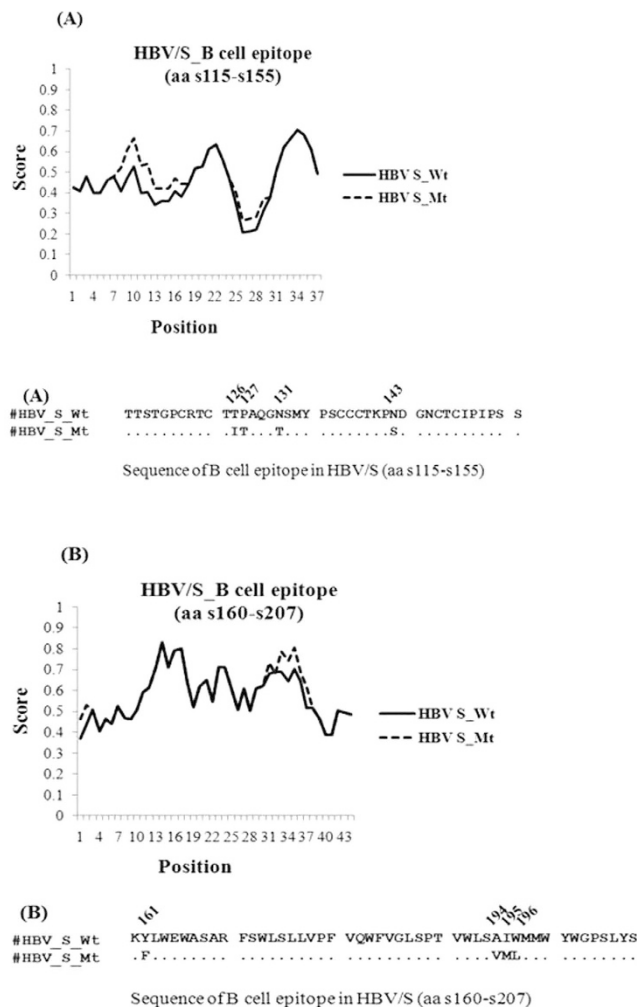 (A)
HBV/S_B cell epitope
(aa s115-s155)
1
0.9
0.8
0.7
0.6
0.5
0.4
0.3
0.2
0.1
0
Score
HBV S_Wt
HBV S_Mt
1 4 7 10 13 16 19 22 25 28 31 34 37
Position
(A)
126 127 131 143
#HBV_S_Wt TTSTGPCRTC TTPAQGNSMY PSCCCTKPND GNCTCIPIPS S
#HBV_S_Mt .......... .IT...T... ........S. .......... .
Sequence of B cell epitope in HBV/S (aa s115-s155)
(B)
HBV/S_B cell epitope
(aa s160-s207)
1
0.9
0.8
0.7
0.6
0.5
0.4
0.3
0.2
0.1
0
Score
HBV S_Wt
HBV S_Mt
1 4 7 10 13 16 19 22 25 28 31 34 37 40 43
Position
(B)
161 194 195 196
#HBV_S_Wt KYLWEWASAR FSWLSLLVPF VQWFVGLSPT VWLSAIWMMW YWGPSLYS
#HBV_S_Mt .F........ .......... .......... ....VML... ........
Sequence of B cell epitope in HBV/S (aa s160-s207)